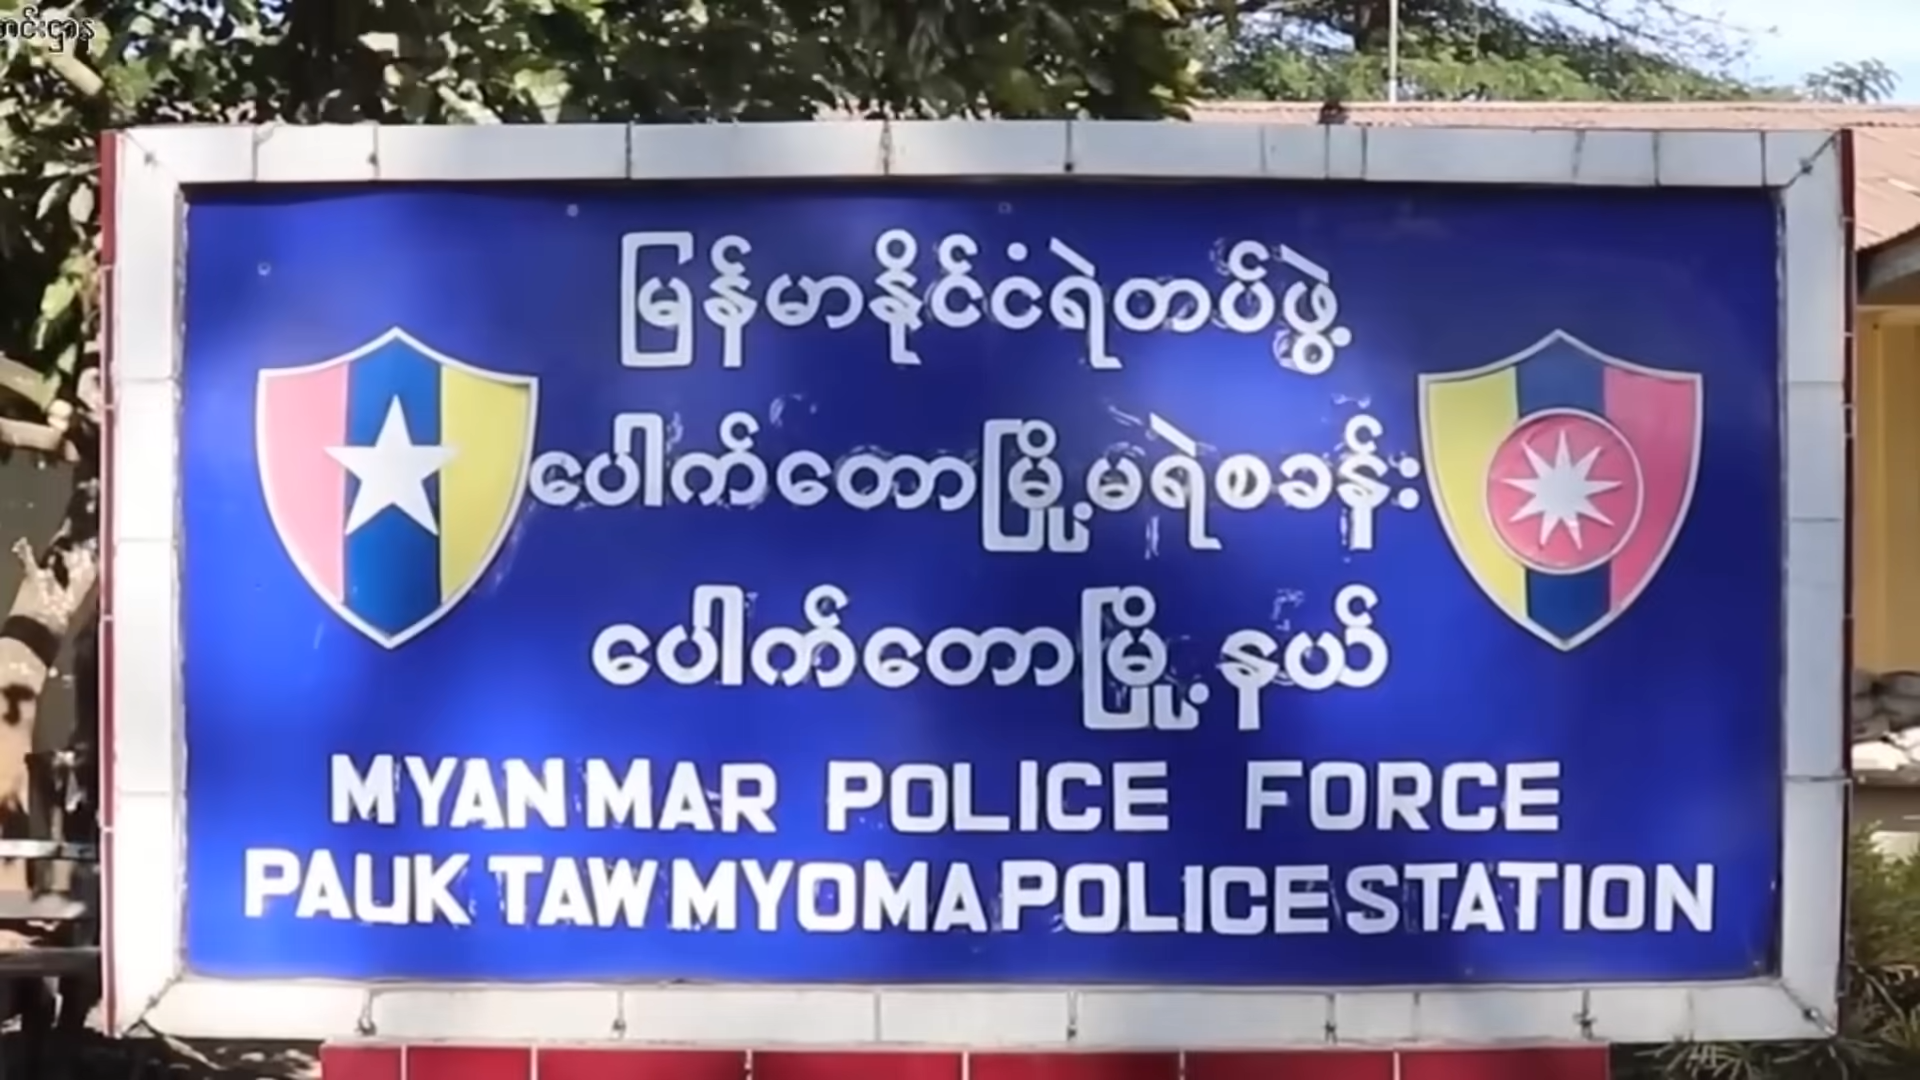 မြန်မာနိုင်ငံရဲတပ်ဖွဲ့
ပေါက်တောမြို့မရဲစခန်း
ပေါက်တောမြို့နယ်
MYANMAR POLICE FORCE
PAUK TAW MYOMA POLICE STATION